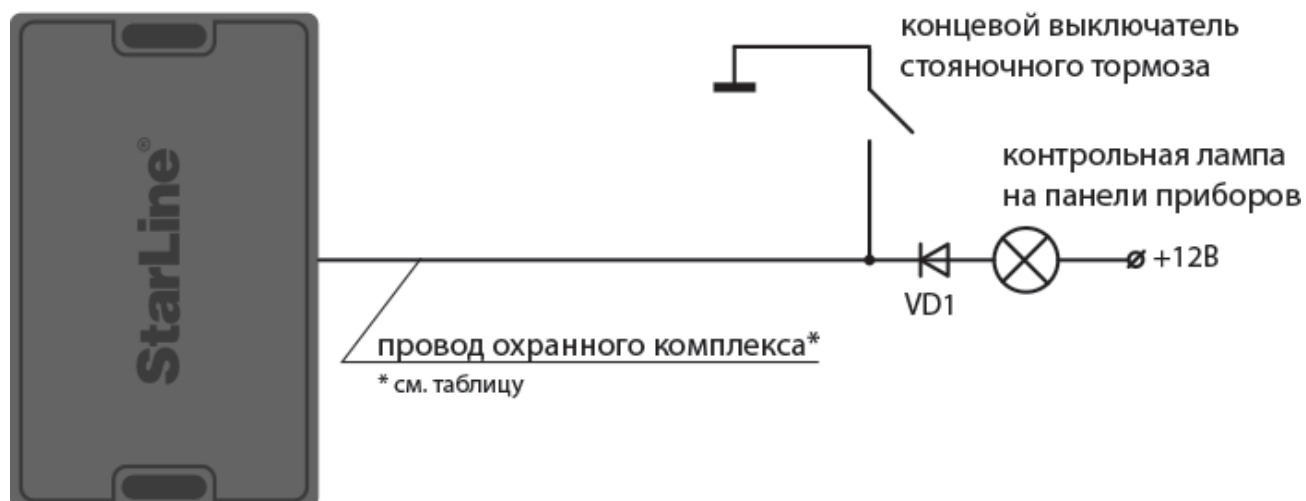 StarLine®
концевой выключатель
стояночного тормоза
контрольная лампа
на панели приборов
+12В
VD1
провод охранного комплекса*
* см. таблицу